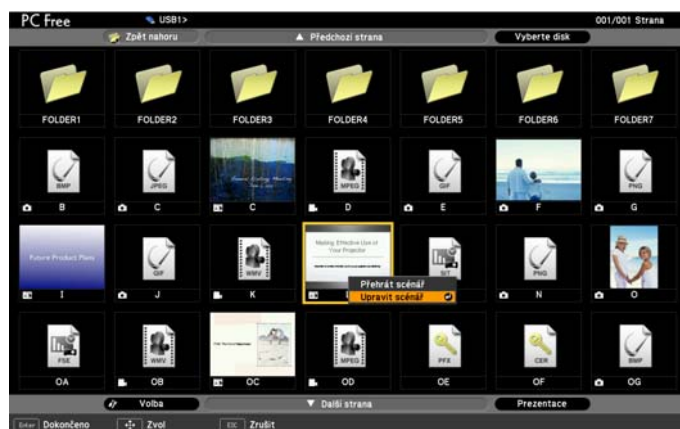 PC Free USB1> 001/001 Strana
Zpět nahoru Předchozí strana Vyberte disk
FOLDER1 FOLDER2 FOLDER3 FOLDER4 FOLDER5 FOLDER6 FOLDER7
BMP JPEG MPEG GIF PNG
B C C D E F G
Future Product Plans GIF WMV Making Effective Use of PNG
Your Projector
SIT
Přehrát scénář
I J K N O
Upravit scénář
FSE WMV MPEG PFX CER BMP
OA OB OC OD OE OF OG
Volba Další strana Prezentace
Enter Dokončeno Zvol ESC Zrušit